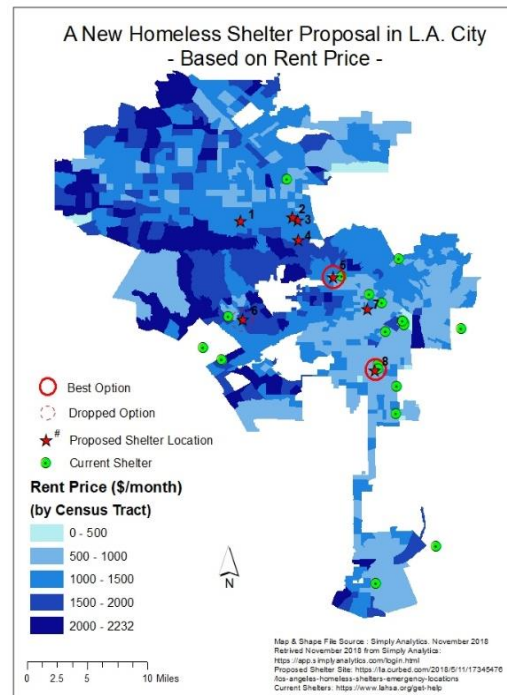 A New Homeless Shelter Proposal in L.A. City
- Based on Rent Price -
1
2
3
4
5
6
7
8
Best Option
Dropped Option
# Proposed Shelter Location
Current Shelter
Rent Price ($/month)
(by Census Tract)
0 - 500
500 - 1000
1000 - 1500
1500 - 2000
2000 - 2232
N
0 2.5 5 10 Miles
Map & Shape File Source : Simply Analytics. November 2018
Retrived November 2018 from Simply Analytics:
https://app.simplyanalytics.com/login.html
Proposed Shelter Site: https://la.curbed.com/2018/5/11/17345476
/los-angeles-homeless-shelters-emergency-locations
Current Shelters: https://www.lahsa.org/get-help